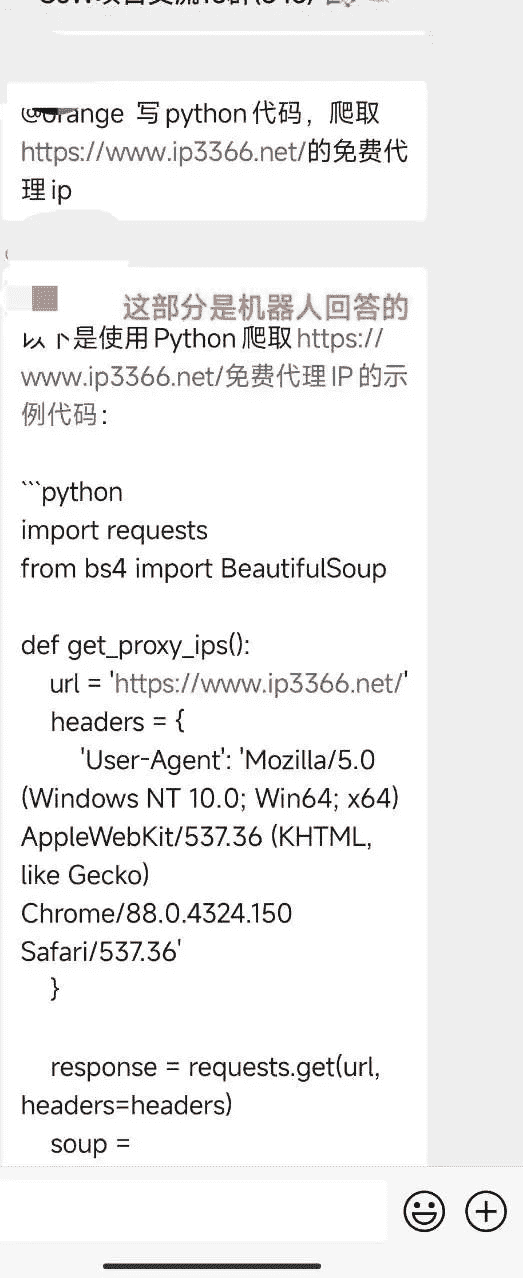 @orange 写python代码，爬取
https://www.ip3366.net/的免费代
理ip
这部分是机器人回答的
以下是使用Python爬取https://
www.ip3366.net/免费代理IP的示
例代码：
```python
import requests
from bs4 import BeautifulSoup
def get_proxy_ips():
url = 'https://www.ip3366.net/'
headers = {
'User-Agent': 'Mozilla/5.0
(Windows NT 10.0; Win64; x64)
AppleWebKit/537.36 (KHTML,
like Gecko)
Chrome/88.0.4324.150
Safari/537.36'
}
response = requests.get(url,
headers=headers)
soup =